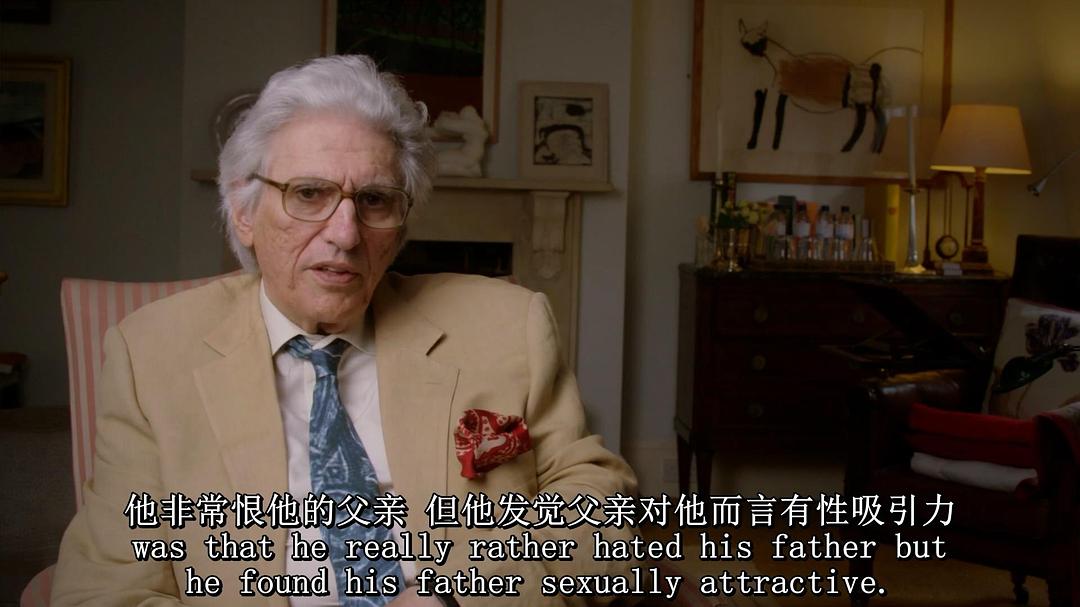 他非常恨他的父亲 但他发觉父亲对他而言有性吸引力
was that he really rather hated his father but
he found his father sexually attractive.